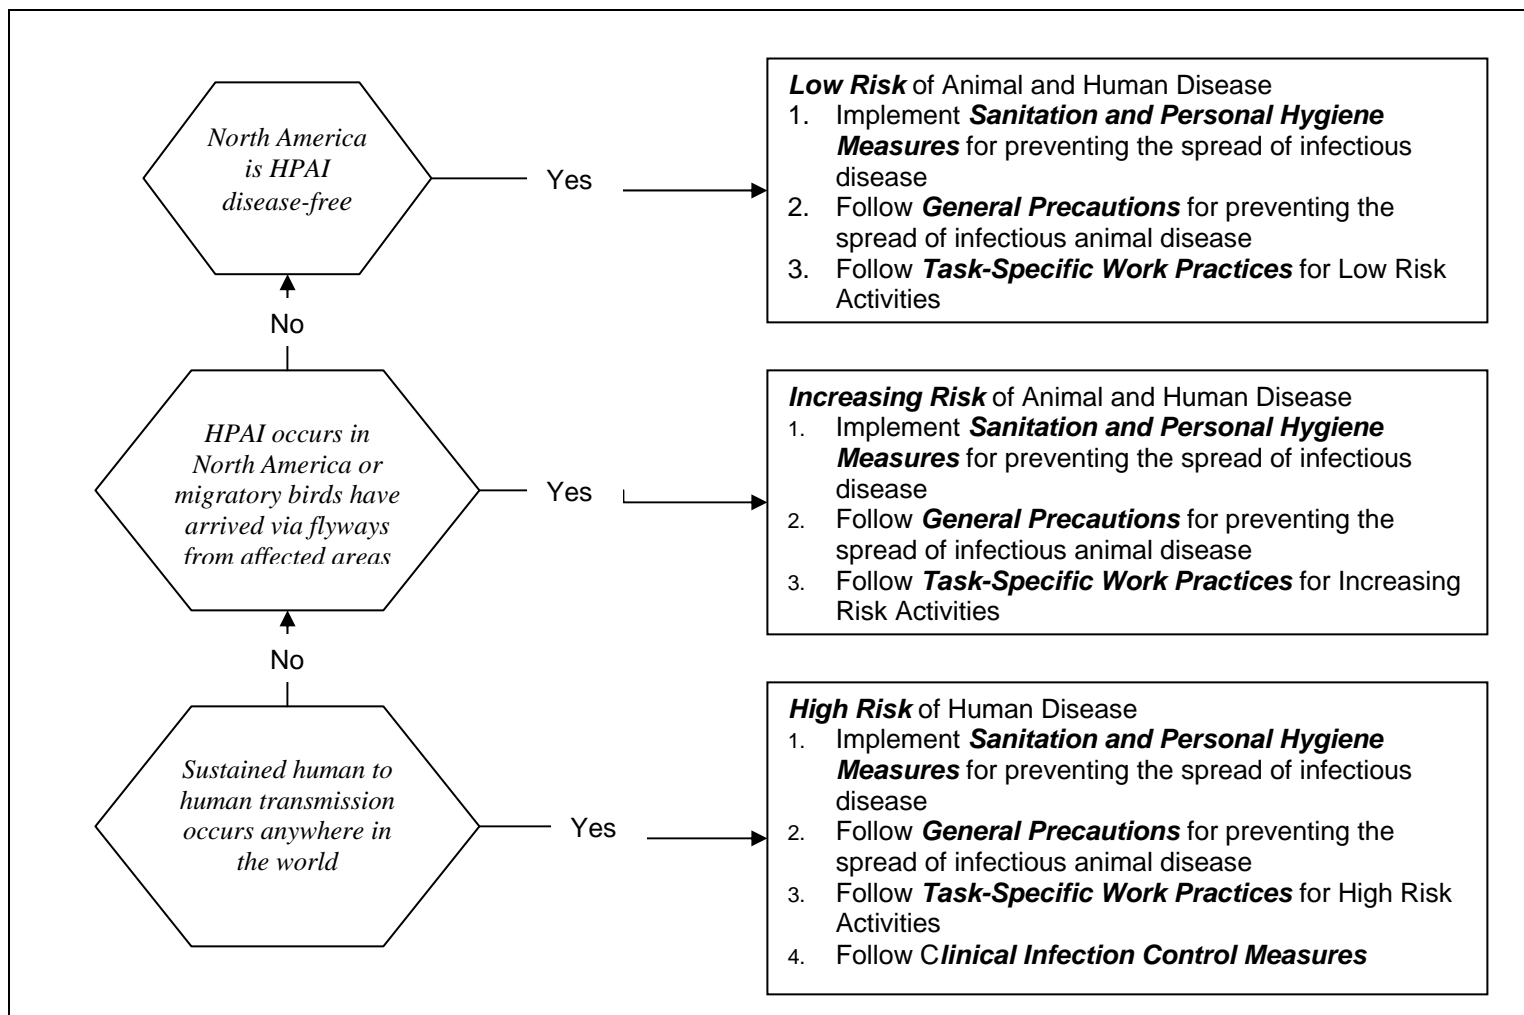 North America
is HPAI
disease-free
Yes
Low Risk of Animal and Human Disease
1. Implement Sanitation and Personal Hygiene
Measures for preventing the spread of infectious
disease
2. Follow General Precautions for preventing the
spread of infectious animal disease
3. Follow Task-Specific Work Practices for Low Risk
Activities
No
HPAI occurs in
North America or
migratory birds have
arrived via flyways
from affected areas
Yes
Increasing Risk of Animal and Human Disease
1. Implement Sanitation and Personal Hygiene
Measures for preventing the spread of infectious
disease
2. Follow General Precautions for preventing the
spread of infectious animal disease
3. Follow Task-Specific Work Practices for Increasing
Risk Activities
No
Sustained human to
human transmission
occurs anywhere in
the world
Yes
High Risk of Human Disease
1. Implement Sanitation and Personal Hygiene
Measures for preventing the spread of infectious
disease
2. Follow General Precautions for preventing the
spread of infectious animal disease
3. Follow Task-Specific Work Practices for High Risk
Activities
4. Follow Clinical Infection Control Measures